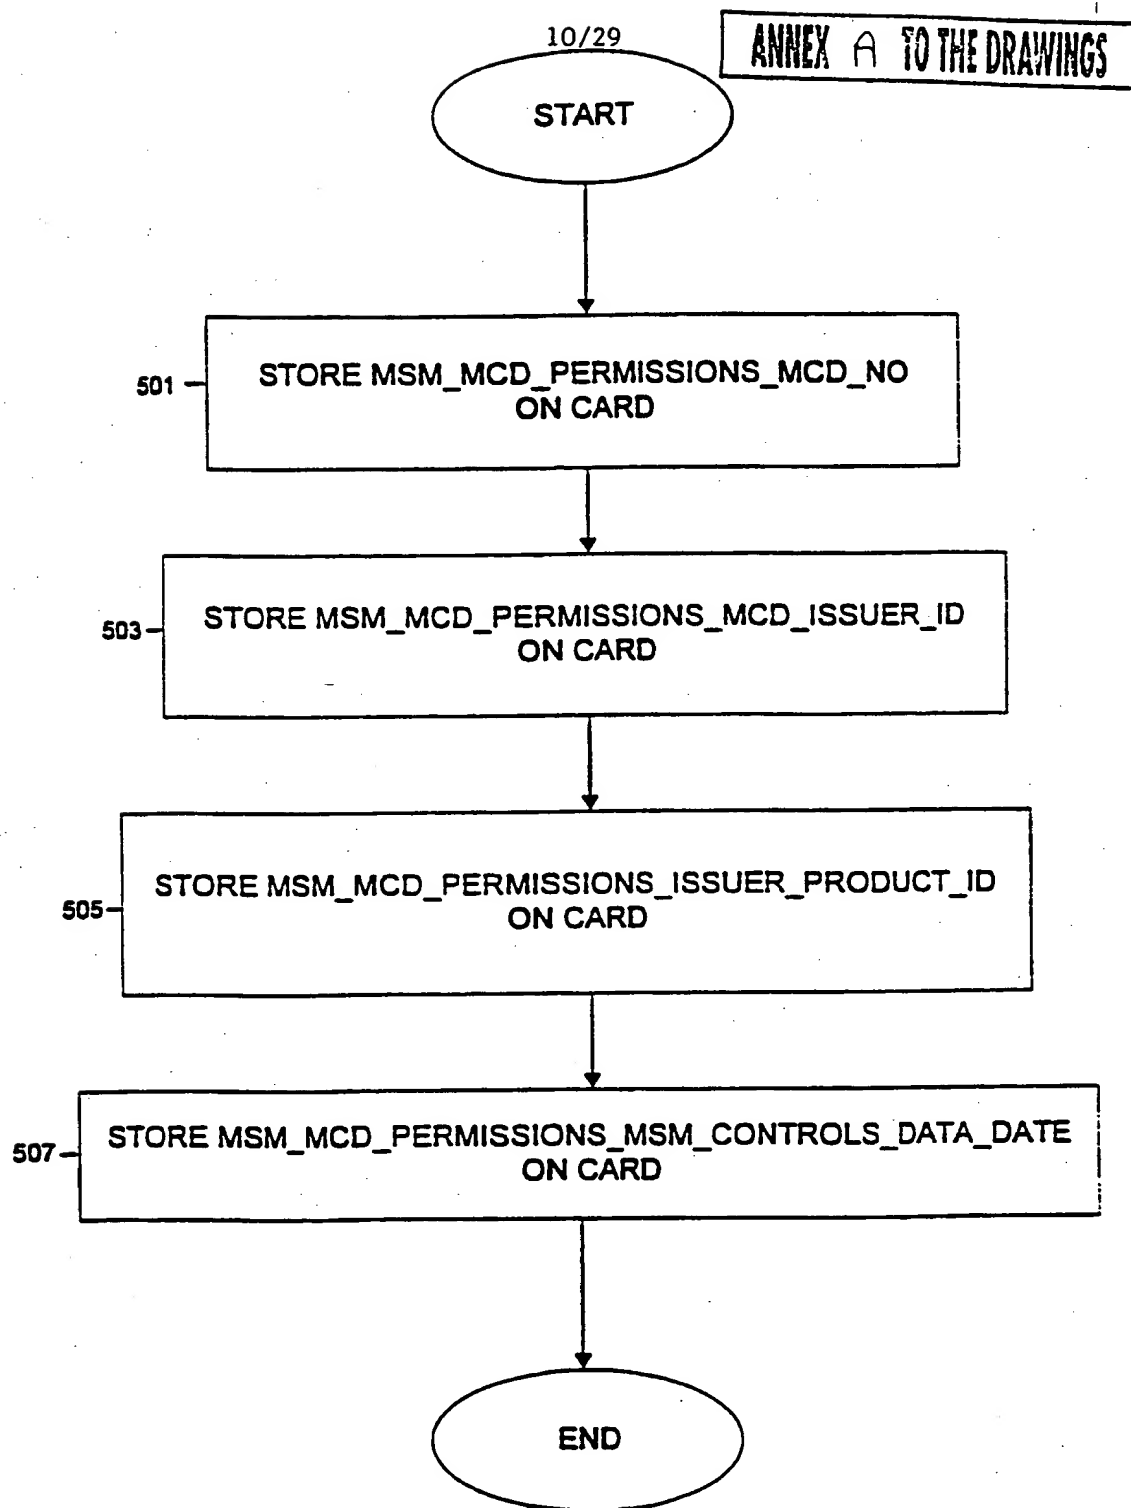 10/29
ANNEX A TO THE DRAWINGS
START
501
STORE MSM_MCD_PERMISSIONS_MCD_NO
ON CARD
503
STORE MSM_MCD_PERMISSIONS_MCD_ISSUER_ID
ON CARD
505
STORE MSM_MCD_PERMISSIONS_ISSUER_PRODUCT_ID
ON CARD
507
STORE MSM_MCD_PERMISSIONS_MSM_CONTROLS_DATA_DATE
ON CARD
END